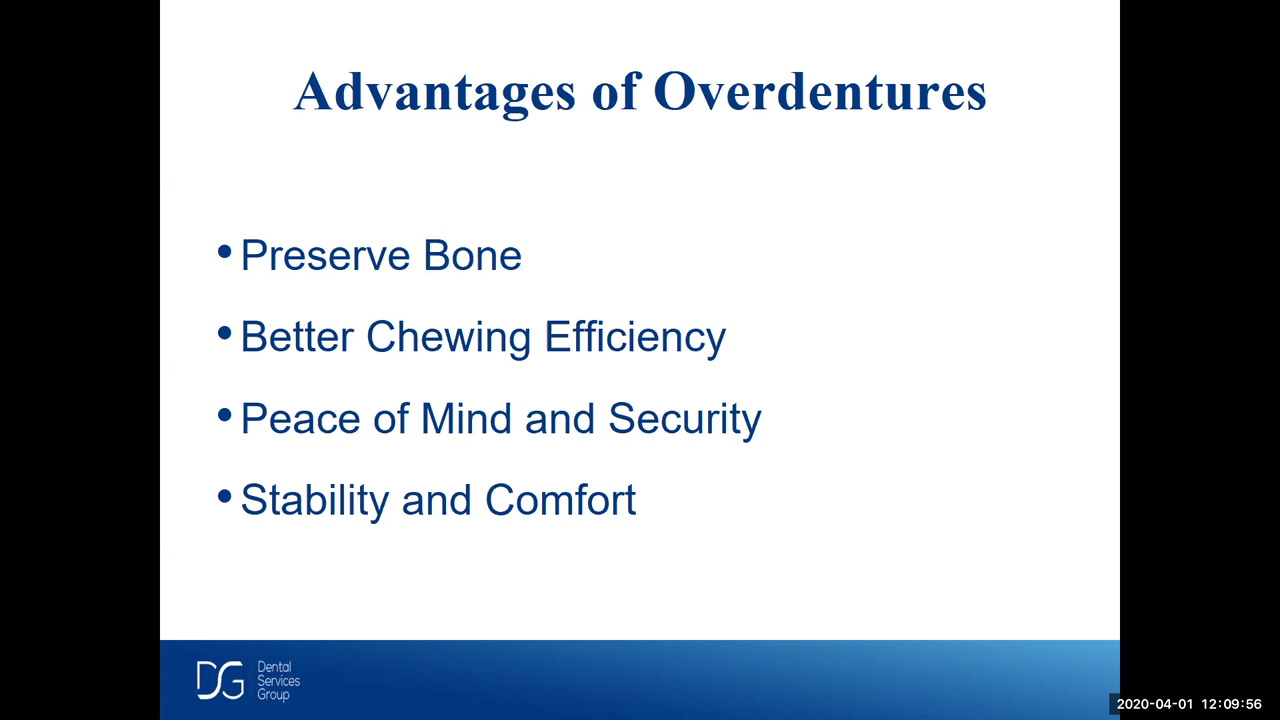 Advantages of Overdentures
• Preserve Bone
• Better Chewing Efficiency
• Peace of Mind and Security
• Stability and Comfort
DSG
Dental
Services
Group
2020-04-01 12:09:56